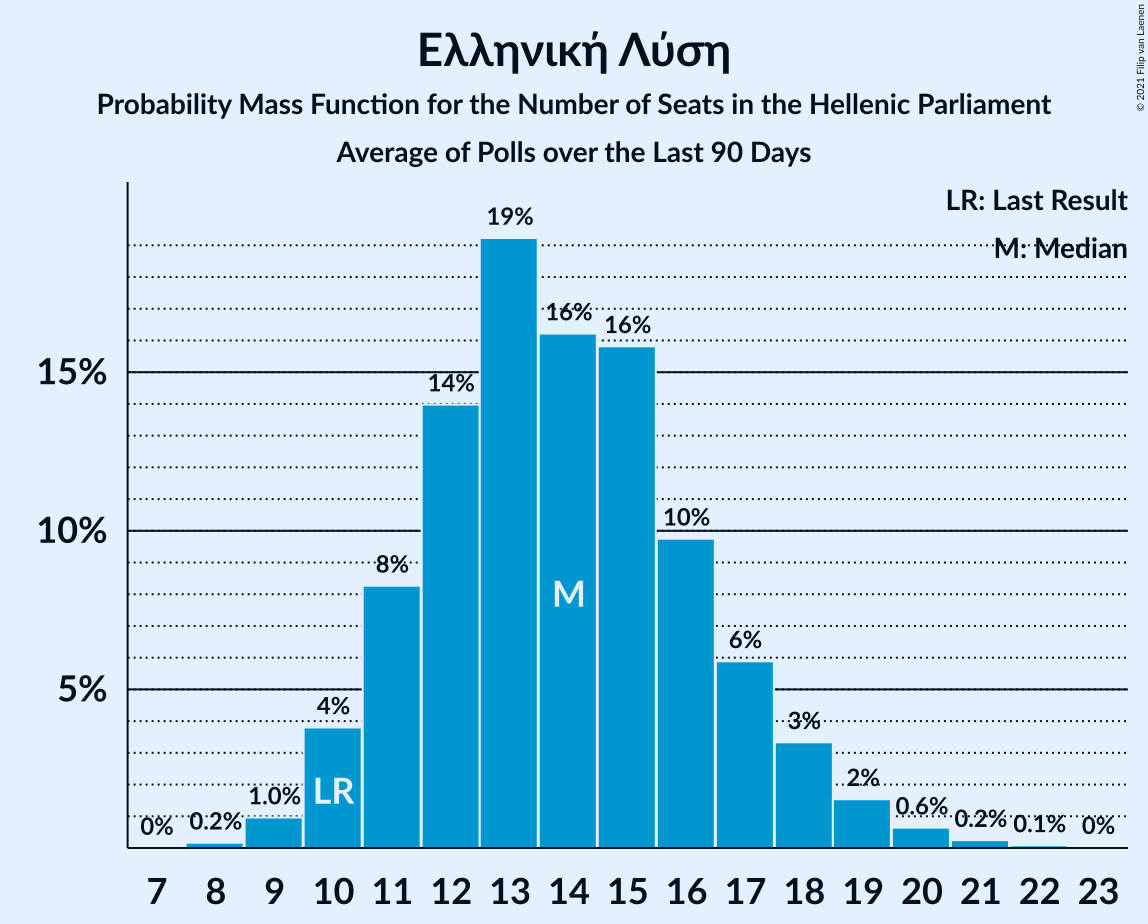 Ελληνική Λύση
Probability Mass Function for the Number of Seats in the Hellenic Parliament
Average of Polls over the Last 90 Days
© 2021 Filip van Laenen
LR: Last Result
M: Median
19%
16%
16%
15%
14%
10%
10%
8%
M
6%
5%
4%
3%
2%
LR
1.0%
0.6%
0.2%
0.2%
0.1%
0%
0%
7 8 9 10 11 12 13 14 15 16 17 18 19 20 21 22 23